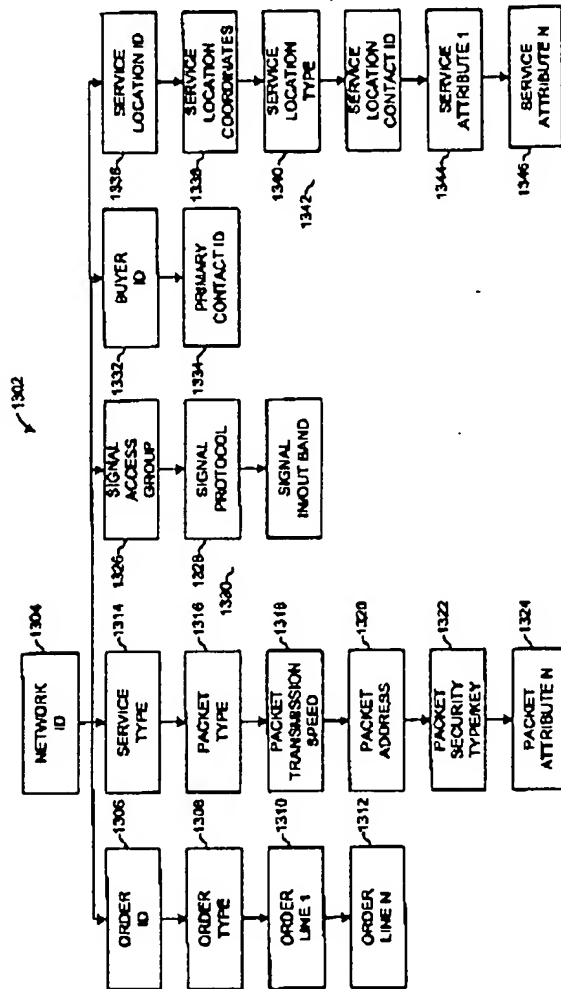 1302
1304
NETWORK
ID
1306
ORDER
ID
1308
ORDER
TYPE
1310
ORDER
LINE 1
1312
ORDER
LINE N
1314
SERVICE
TYPE
1316
PACKET
TYPE
1318
PACKET
TRANSMISSION
SPEED
1320
PACKET
ADDRESS
1322
PACKET
SECURITY
TYPE/KEY
1324
PACKET
ATTRIBUTE N
1326
SIGNAL
ACCESS
GROUP
1328
SIGNAL
PROTOCOL
1330
SIGNAL
IN/OUT BAND
1332
BUYER
ID
1334
PRIMARY
CONTACT ID
1336
SERVICE
LOCATION ID
1338
SERVICE
LOCATION
COORDINATES
1340
SERVICE
LOCATION
TYPE
1342
SERVICE
LOCATION
CONTACT ID
1344
SERVICE
ATTRIBUTE 1
1346
SERVICE
ATTRIBUTE N